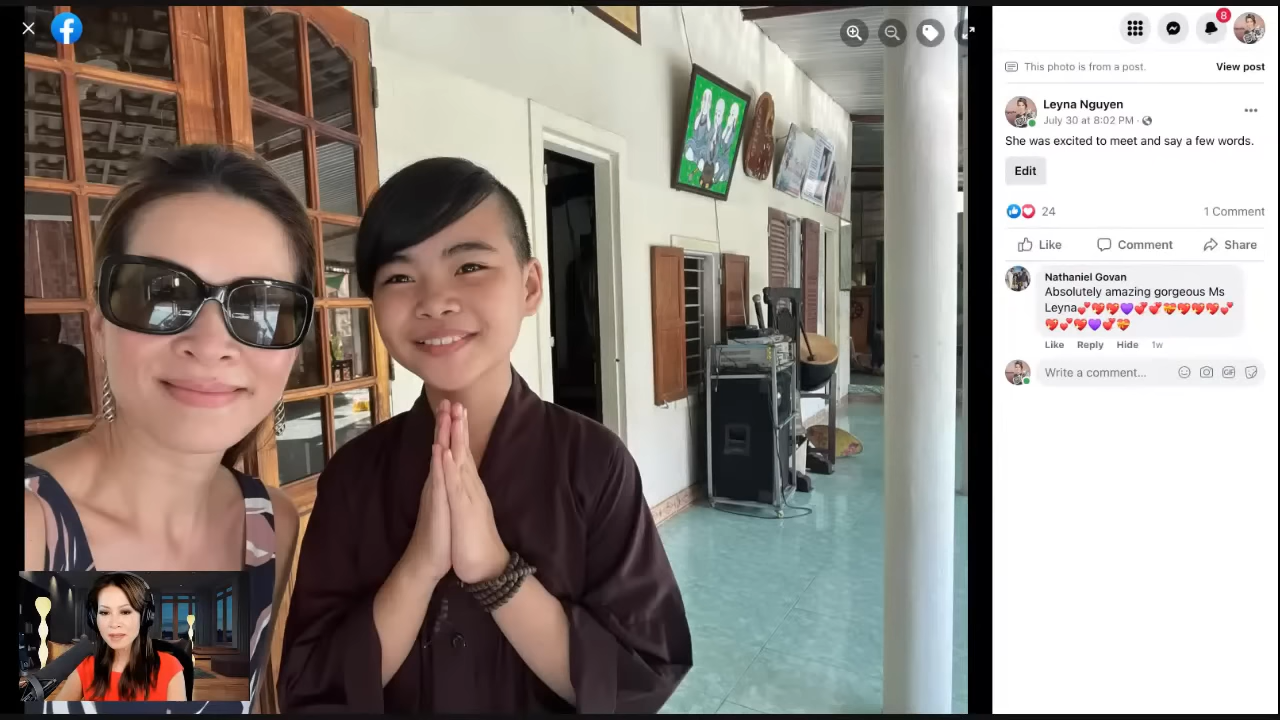 8
This photo is from a post.
View post
Leyna Nguyen
July 30 at 8:02 PM ·
She was excited to meet and say a few words.
Edit
24
1 Comment
Like
Comment
Share
Nathaniel Govan
Absolutely amazing gorgeous Ms
Leyna💕💖💖💜💕💕💝💖💖💖💕
💖💕💖💜💕💝
Like Reply Hide 1w
Write a comment...
GIF